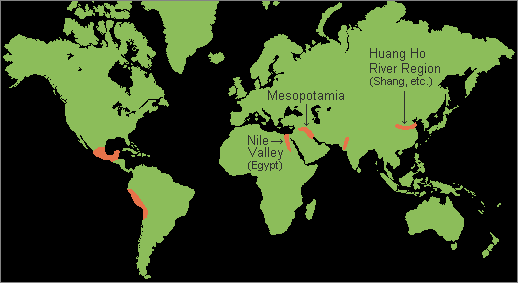 Huang Ho
River Region
(Shang, etc.)
Mesopotamia
Nile
Valley
(Egypt)